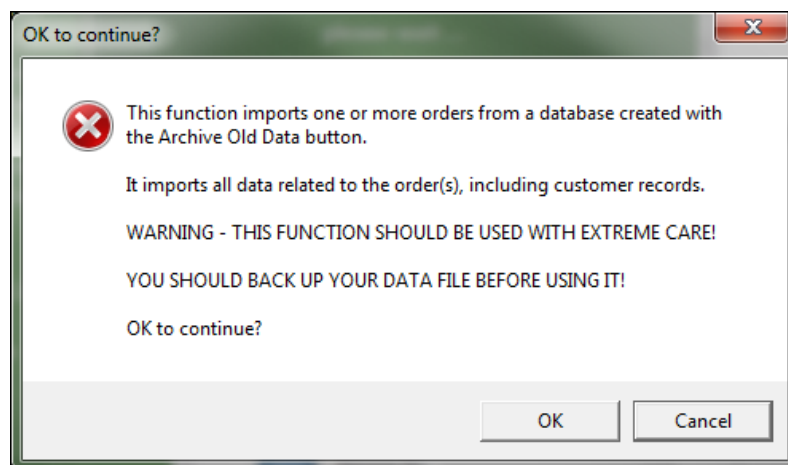 OK to continue?
This function imports one or more orders from a database created with
the Archive Old Data button.
It imports all data related to the order(s), including customer records.
WARNING - THIS FUNCTION SHOULD BE USED WITH EXTREME CARE!
YOU SHOULD BACK UP YOUR DATA FILE BEFORE USING IT!
OK to continue?
OK
Cancel